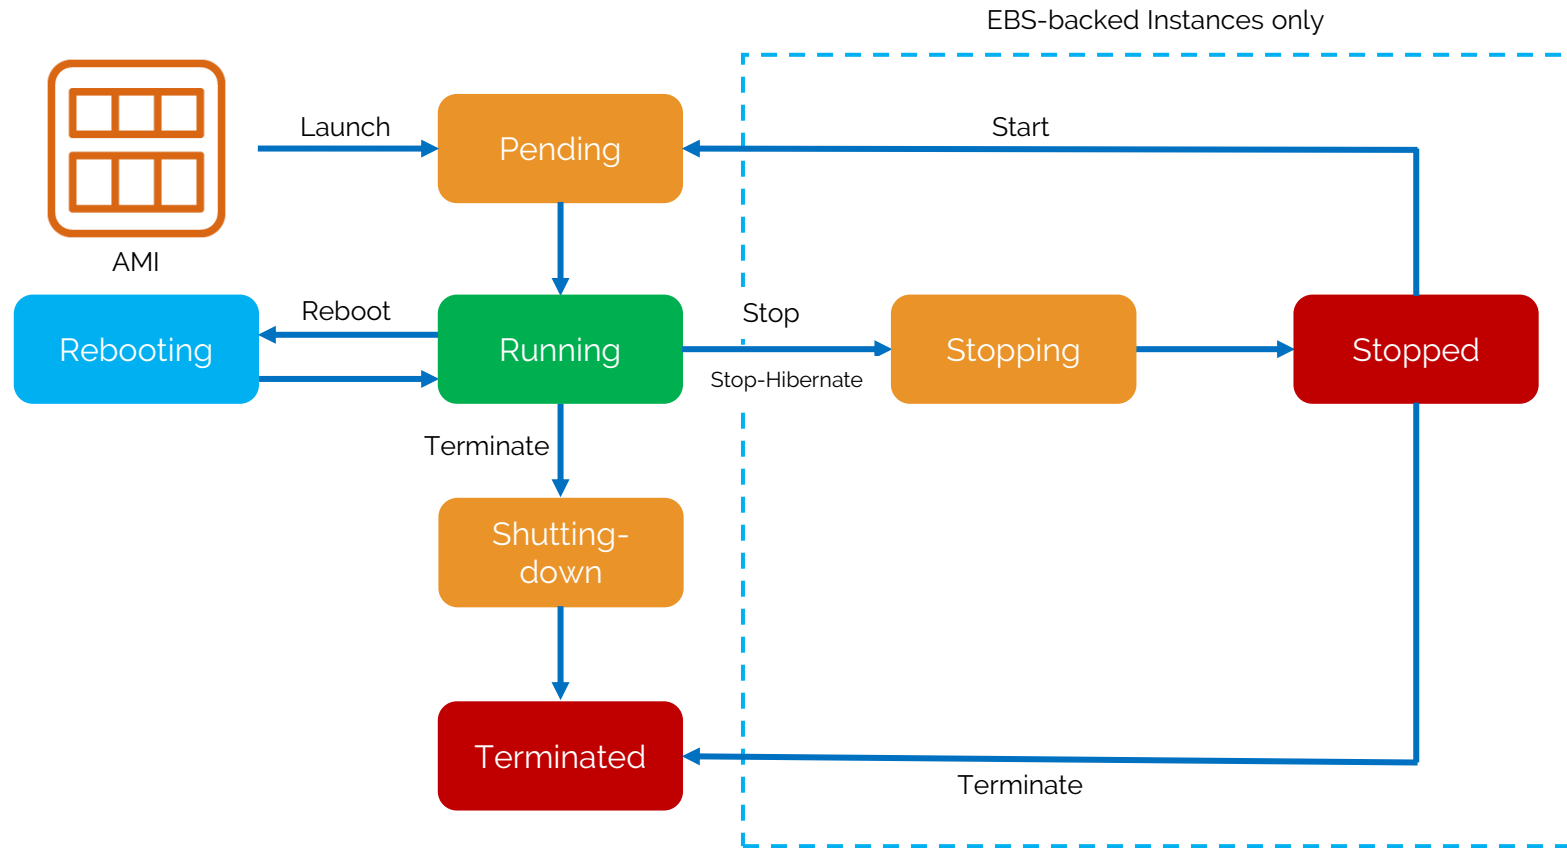 EBS-backed Instances only
Launch
Pending
Start
AMI
Rebooting
Reboot
Running
Stop
Stop-Hibernate
Stopping
Stopped
Terminate
Shutting-
down
Terminated
Terminate